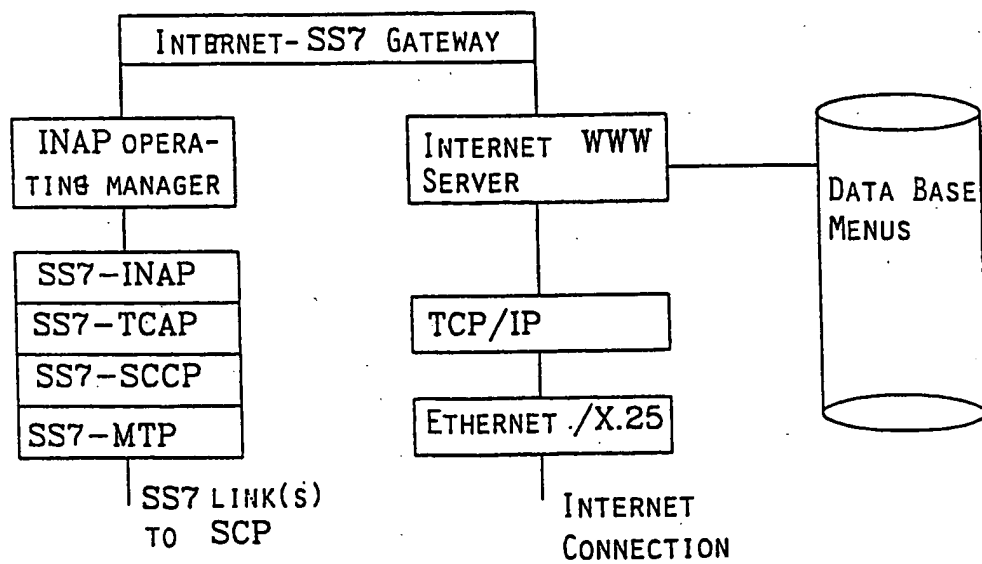 INTERNET-SS7 GATEWAY
INAP OPERA-
TING MANAGER
INTERNET WWW
SERVER
DATA BASE
MENUS
SS7-INAP
SS7-TCAP
SS7-SCCP
SS7-MTP
TCP/IP
ETHERNET /X.25
SS7 LINK(S)
TO SCP
INTERNET
CONNECTION